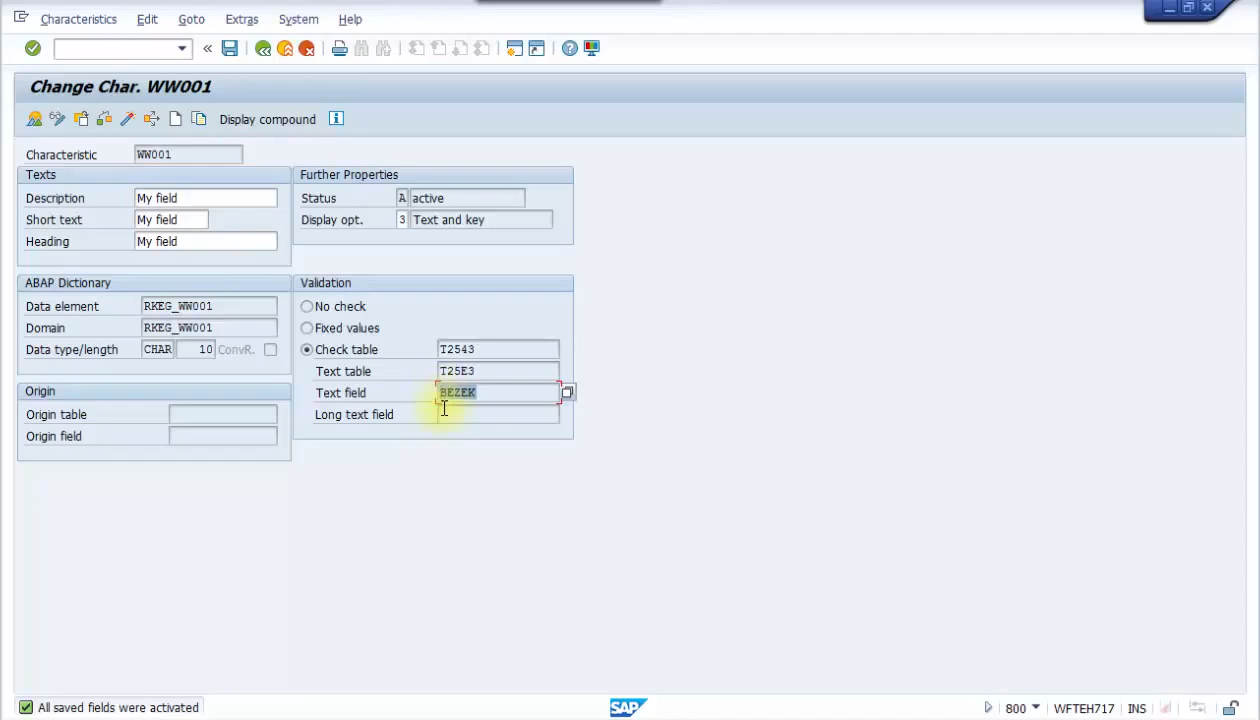 Characteristics Edit Goto Extras System Help
Change Char. WW001
Display compound
Characteristic WW001
Texts
Description My field
Short text My field
Heading My field
Further Properties
Status A active
Display opt. 3 Text and key
ABAP Dictionary
Data element RKEG_WW001
Domain RKEG_WW001
Data type/length CHAR 10 ConvR.
Validation
No check
Fixed values
Check table T2543
Text table T25E3
Text field BEZEK
Long text field
Origin
Origin table
Origin field
All saved fields were activated SAP 800 WFTEH717 INS